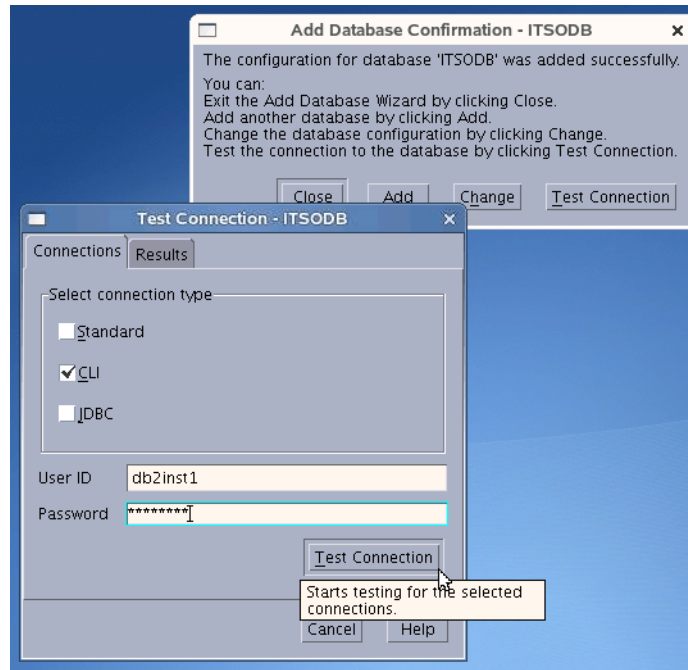 Add Database Confirmation - ITSODB
The configuration for database 'ITSODB' was added successfully.
You can:
Exit the Add Database Wizard by clicking Close.
Add another database by clicking Add.
Change the database configuration by clicking Change.
Test the connection to the database by clicking Test Connection.
Close Add Change Test Connection
Test Connection - ITSODB
Connections Results
Select connection type
Standard
CLI
JDBC
User ID db2inst1
Password ********
Test Connection
Starts testing for the selected
connections.
Cancel Help